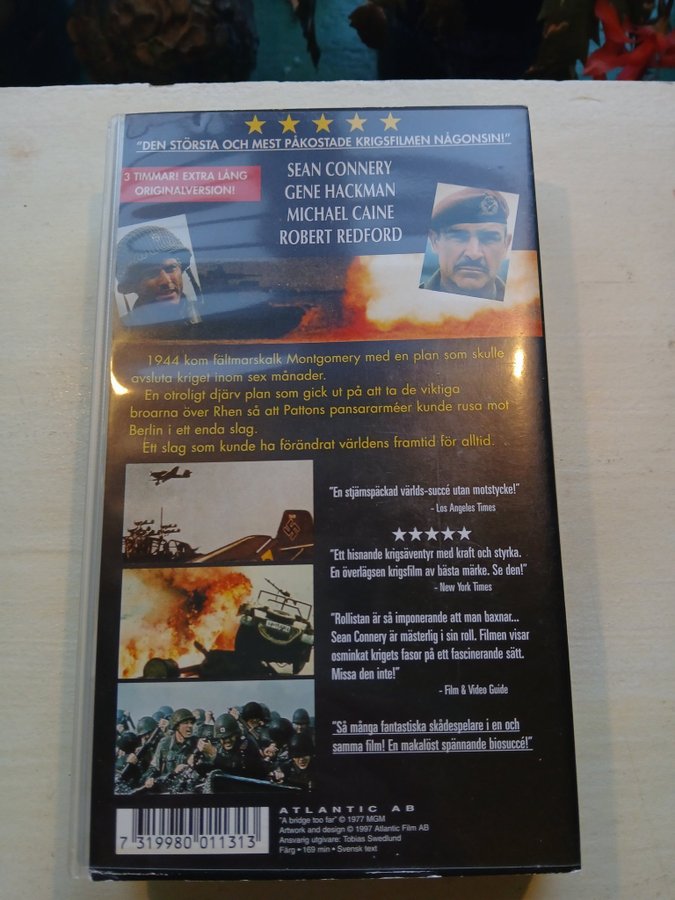 "DEN STÖRSTA OCH MEST PÅKOSTADE KRIGSFILMEN NÅGONSIN!"
3 TIMMAR! EXTRA LÅNG
ORIGINALVERSION!
SEAN CONNERY
GENE HACKMAN
MICHAEL CAINE
ROBERT REDFORD
1944 kom fältmarskalk Montgomery med en plan som skulle
avsluta kriget inom sex månader.
En otroligt djärv plan som gick ut på att ta de viktiga
broarna över Rhen så att Pattons pansararméer kunde rusa mot
Berlin i ett enda slag.
Ett slag som kunde ha förändrat världens framtid för alltid.
"En stjärnspäckad världs-succé utan motstycke!"
- Los Angeles Times
"Ett hisnande krigsäventyr med kraft och styrka.
En överlägsen krigsfilm av bästa märke. Se den!"
- New York Times
"Rollistan är så imponerande att man baxnar...
Sean Connery är mästerlig i sin roll. Filmen visar
osminkat krigets fasor på ett fascinerande sätt.
Missa den inte!"
- Film & Video Guide
"Så många fantastiska skådespelare i en och
samma film! En makalöst spännande biosuccé!"
ATLANTIC AB
"A bridge too far" © 1977 MGM
Artwork and design © 1997 Atlantic Film AB
Ansvarig utgivare: Tobias Swedlund
Färg • 169 min • Svensk text
7 319980 011313